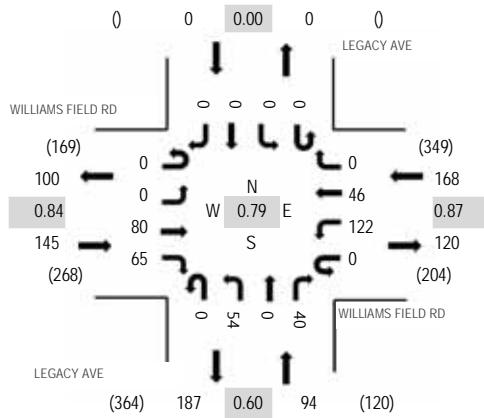 () 0 0.00 0 ()
LEGACY AVE
WILLIAMS FIELD RD
0 0 0 0
(169) (349)
0 0
100 168
0 46
N
0.84 W 0.79 E 0.87
80 122
S
145 120
65 0
(268) (204)
0 54 0 40
WILLIAMS FIELD RD
LEGACY AVE
(364) 187 0.60 94 (120)